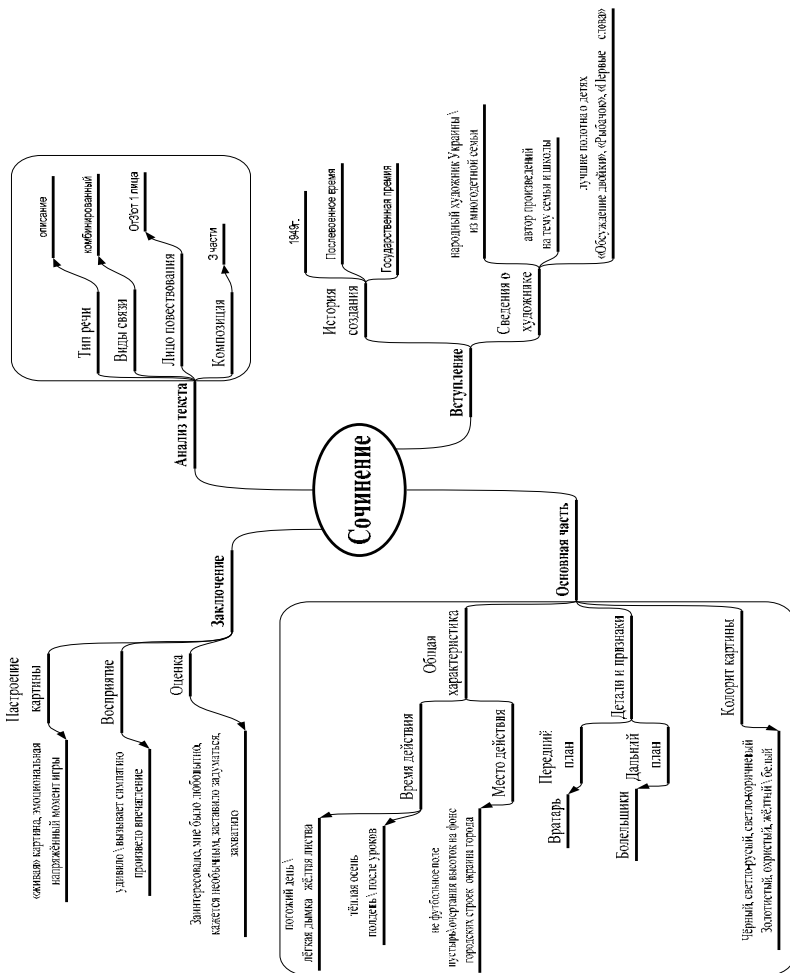 Сочинение
Анализ текста
Тип речи
описание
Виды связи
комбинированный
Лицо повествования
От3\от 1 лица
Композиция
3 части
Вступление
История
создания
1949г.
Послевоенное время
Государственная премия
Сведения о
художнике
народный художник Украины \
из многодетной семьи
автор произведений
на тему семьи и школы
лучшие полотна о детях
«Обсуждение двойки», «Рыбачок», «Первые слова»
Основная часть
Общая
характеристика
Время действия
погожий день \
лёгкая дымка жёлтая листва
тёплая осень
полдень \ после уроков
Место действия
не футбольное поле
пустырь\очертания высоток на фоне
городских строек окраина города
Детали и признаки
Передний
план
Вратарь
Дальний
план
Болельщики
Колорит картины
Чёрный, светло-русый, светло-коричневый
Золотистый, охристый, жёлтый \ белый
Заключение
Настроение
картины
«живая» картина, эмоциональная
напряжённый момент игры
Восприятие
удивило \ вызывает симпатию
произвело впечатление
Оценка
Заинтересовало, мне было любопытно,
кажется необычным, заставило задуматься,
захватило